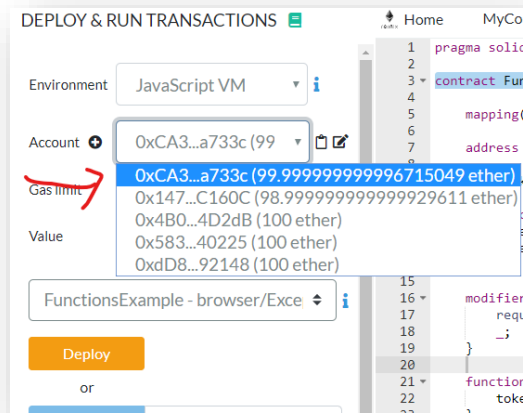 DEPLOY & RUN TRANSACTIONS
Environment
JavaScript VM
Account
0xCA3...a733c (99
0xCA3...a733c (99.999999999996715049 ether)
0x147...C160C (98.999999999999929611 ether)
0x4B0...4D2dB (100 ether)
0x583...40225 (100 ether)
0xdD8...92148 (100 ether)
Gas limit
Value
FunctionsExample - browser/Exce
Deploy
or
Home MyCo
1 pragma solid
2
3 contract Fun
4
5 mapping(
6
7 address
15
16 modifier
17 requ
18 _;
19 }
20
21 function
22 toke